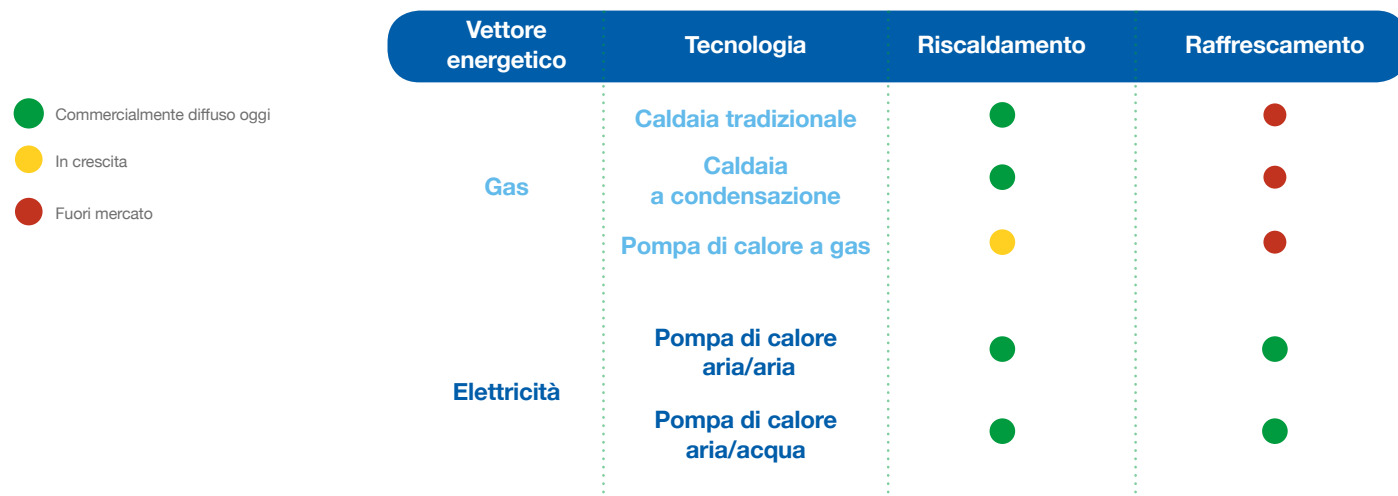 Vettore
energetico
Tecnologia
Riscaldamento
Raffrescamento
Commercialmente diffuso oggi
In crescita
Fuori mercato
Gas
Caldaia tradizionale
Caldaia
a condensazione
Pompa di calore a gas
Elettricità
Pompa di calore
aria/aria
Pompa di calore
aria/acqua